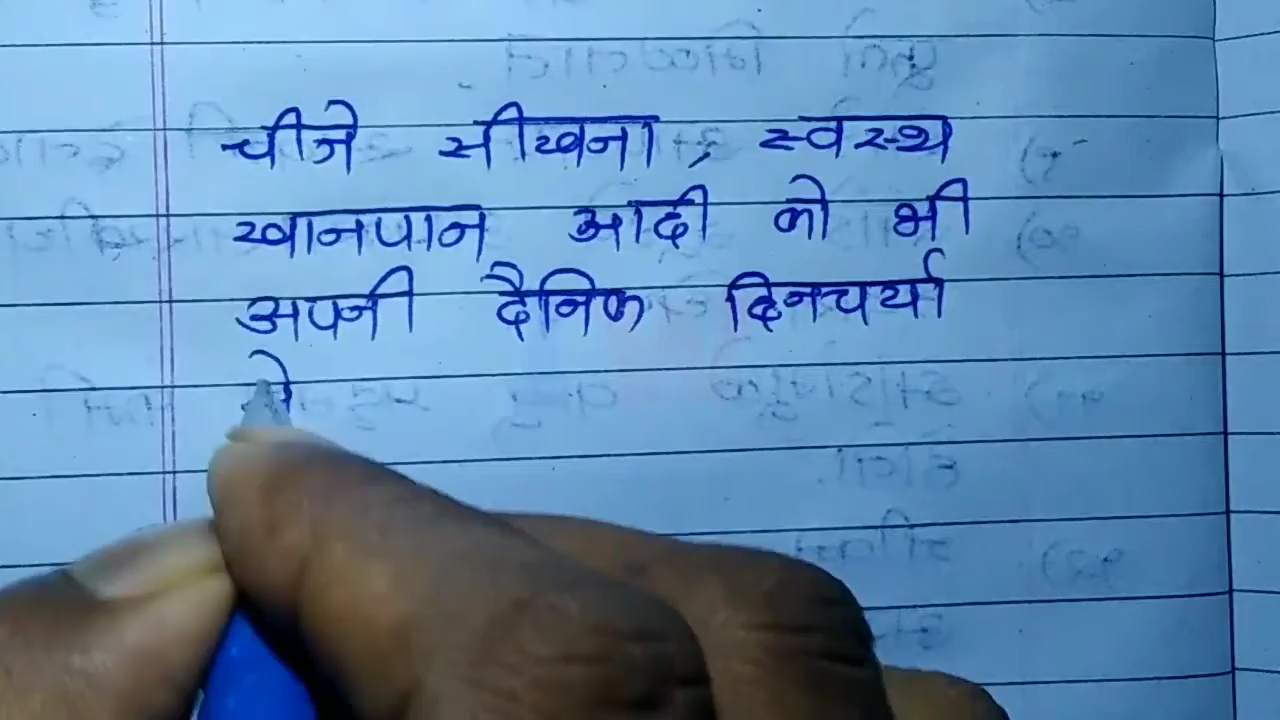 चीजे सीखना, स्वस्थ
खानपान आदी को भी
अपनी दैनिक दिनचर्या